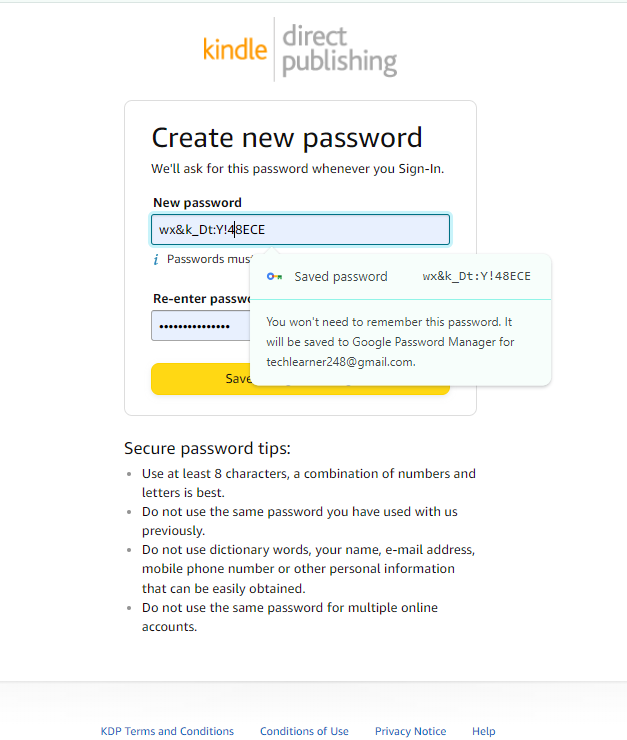 kindle
direct
publishing
Create new password
We'll ask for this password whenever you Sign-In.
New password
wx&k_Dt:Y!48ECE
i Passwords must
Saved password wx&k_Dt:Y!48ECE
You won't need to remember this password. It
will be saved to Google Password Manager for
techlearner248@gmail.com.
Re-enter
••••••••••••••
Save
Secure password tips:
• Use at least 8 characters, a combination of numbers and
letters is best.
• Do not use the same password you have used with us
previously.
• Do not use dictionary words, your name, e-mail address,
mobile phone number or other personal information
that can be easily obtained.
• Do not use the same password for multiple online
accounts.
KDP Terms and Conditions Conditions of Use Privacy Notice Help